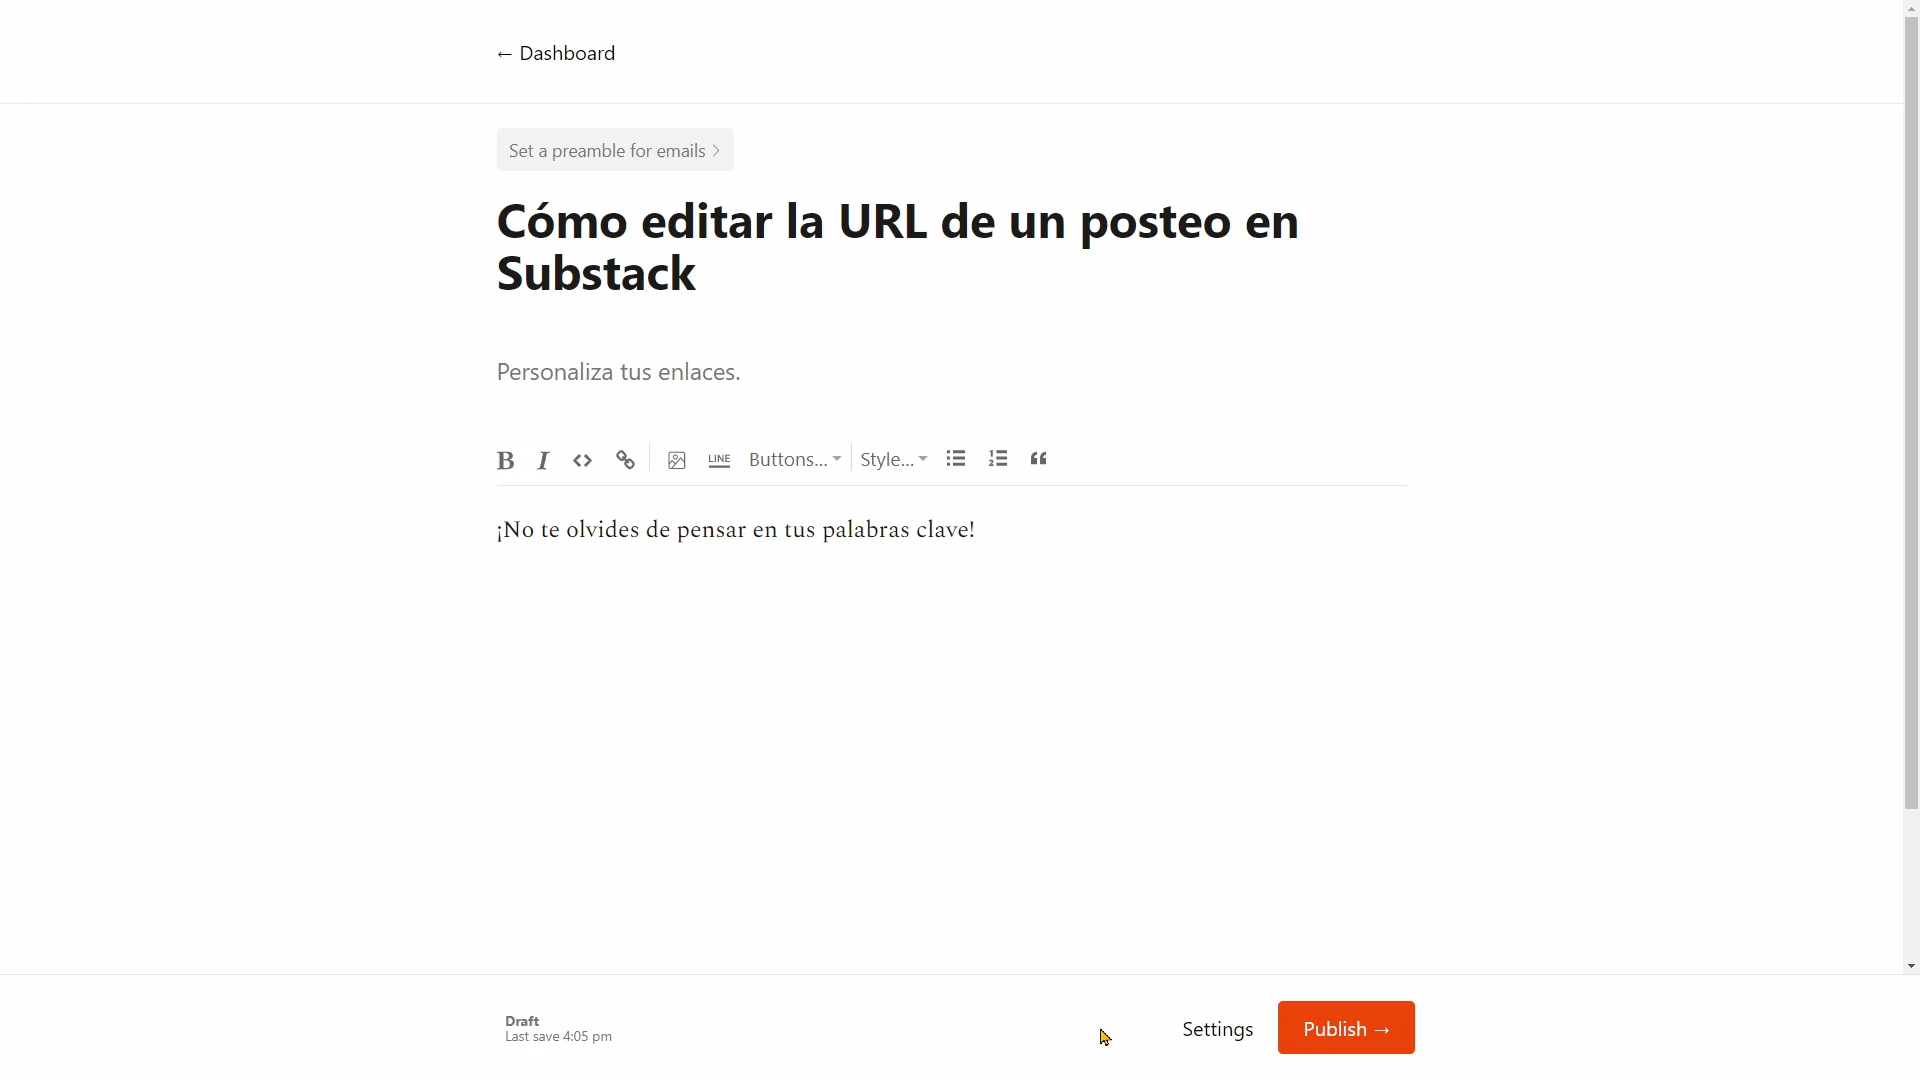 ← Dashboard
Set a preamble for emails >
Cómo editar la URL de un posteo en
Substack
Personaliza tus enlaces.
B I <> LINE Buttons... Style... “
¡No te olvides de pensar en tus palabras clave!
Draft
Last save 4:05 pm
Settings
Publish →